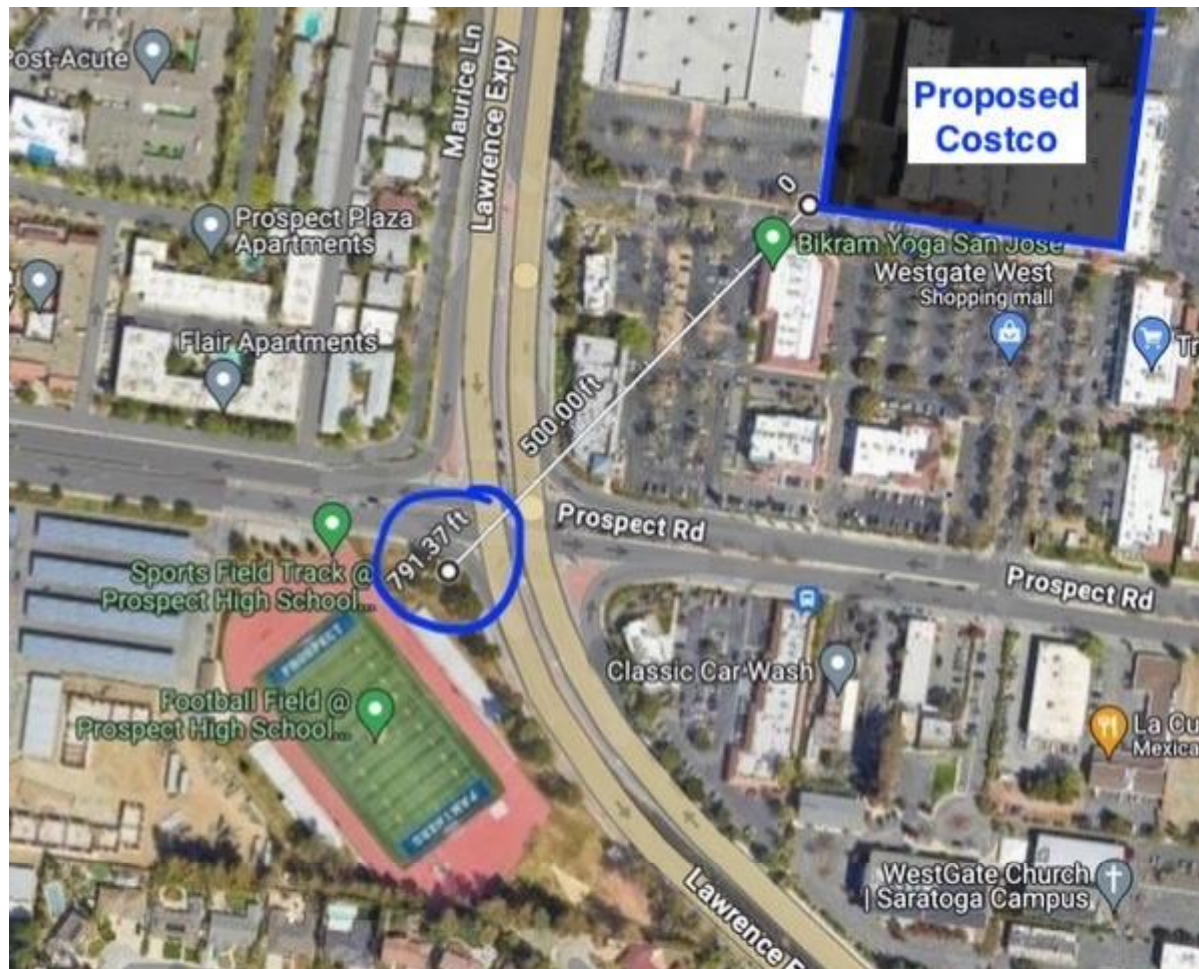 Post-Acute
Maurice Ln
Lawrence Expy
Proposed
Costco
0
Prospect Plaza
Apartments
Bikram Yoga San Jose
Westgate West
Shopping mall
Flair Apartments
500.00 ft
791.37 ft
Prospect Rd
Prospect Rd
Sports Field Track @
Prospect High School...
PROSPECT
Football Field @
Prospect High School...
PANTHERS
Classic Car Wash
La Cu
Mexica
WestGate Church
| Saratoga Campus
Lawrence E